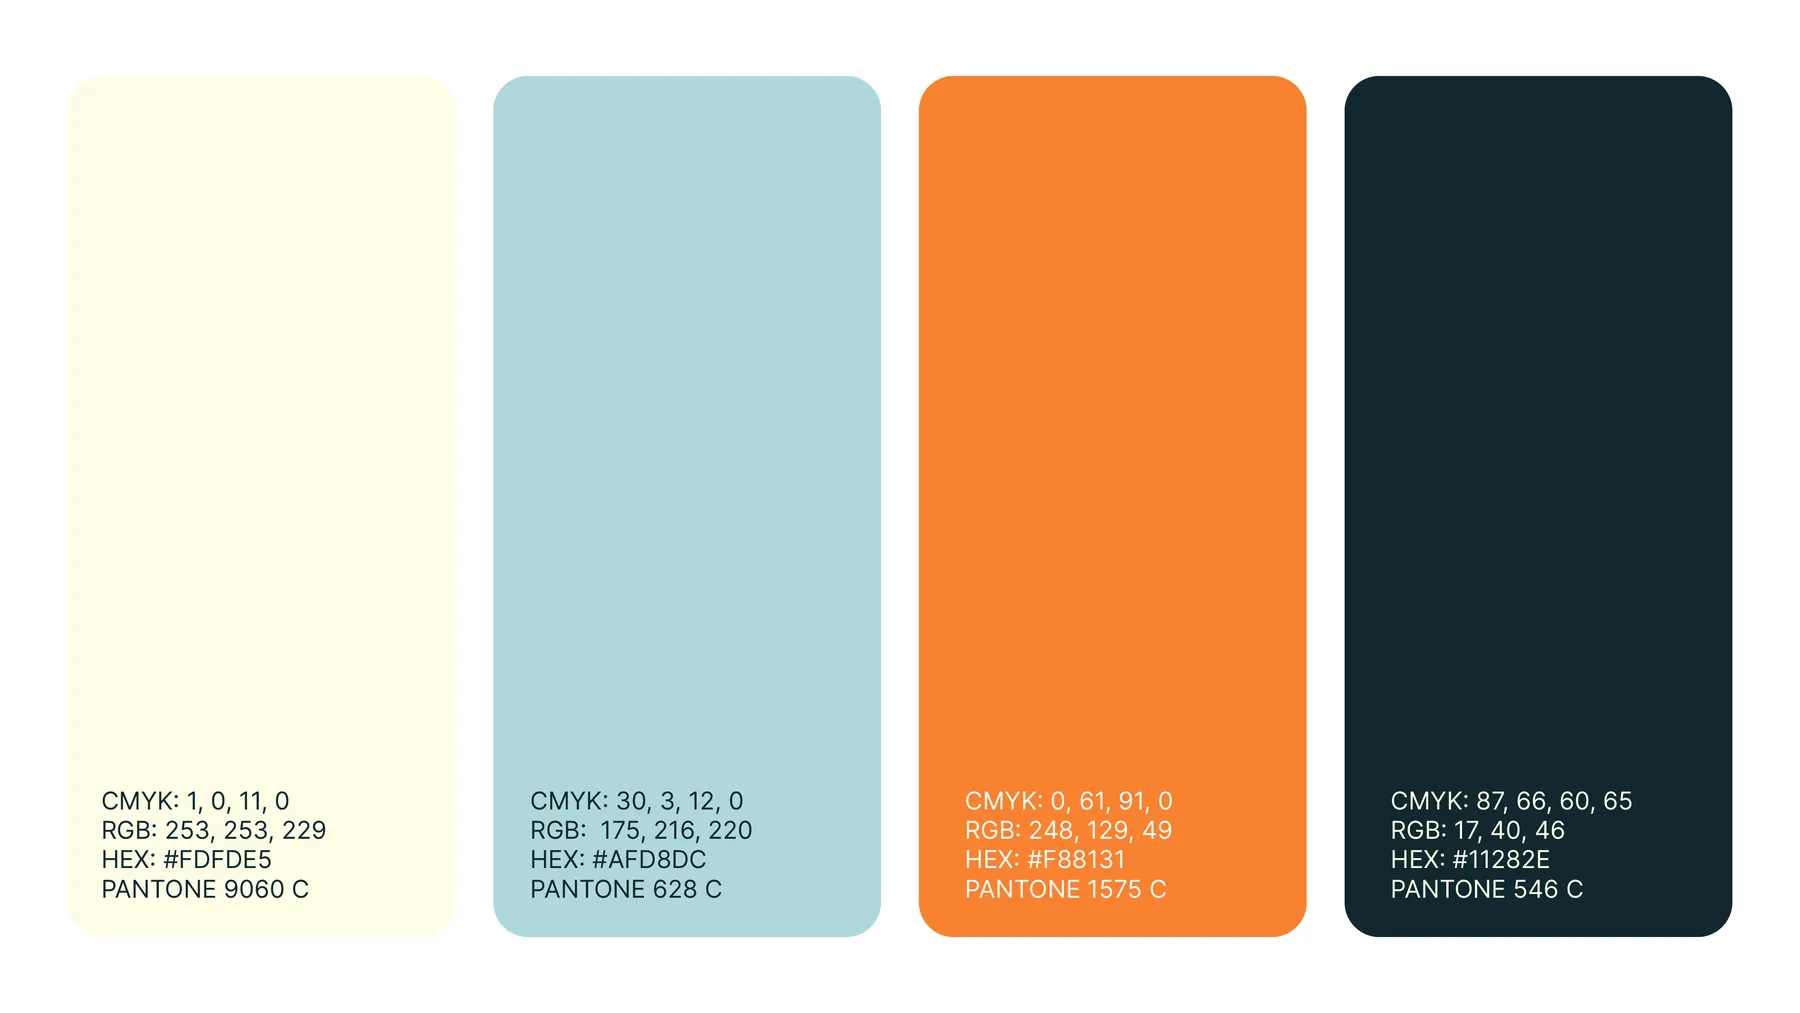 CMYK: 1, 0, 11, 0
RGB: 253, 253, 229
HEX: #FDFDE5
PANTONE 9060 C
CMYK: 30, 3, 12, 0
RGB:  175, 216, 220
HEX: #AFD8DC
PANTONE 628 C
CMYK: 0, 61, 91, 0
RGB: 248, 129, 49
HEX: #F88131
PANTONE 1575 C
CMYK: 87, 66, 60, 65
RGB: 17, 40, 46
HEX: #11282E
PANTONE 546 C